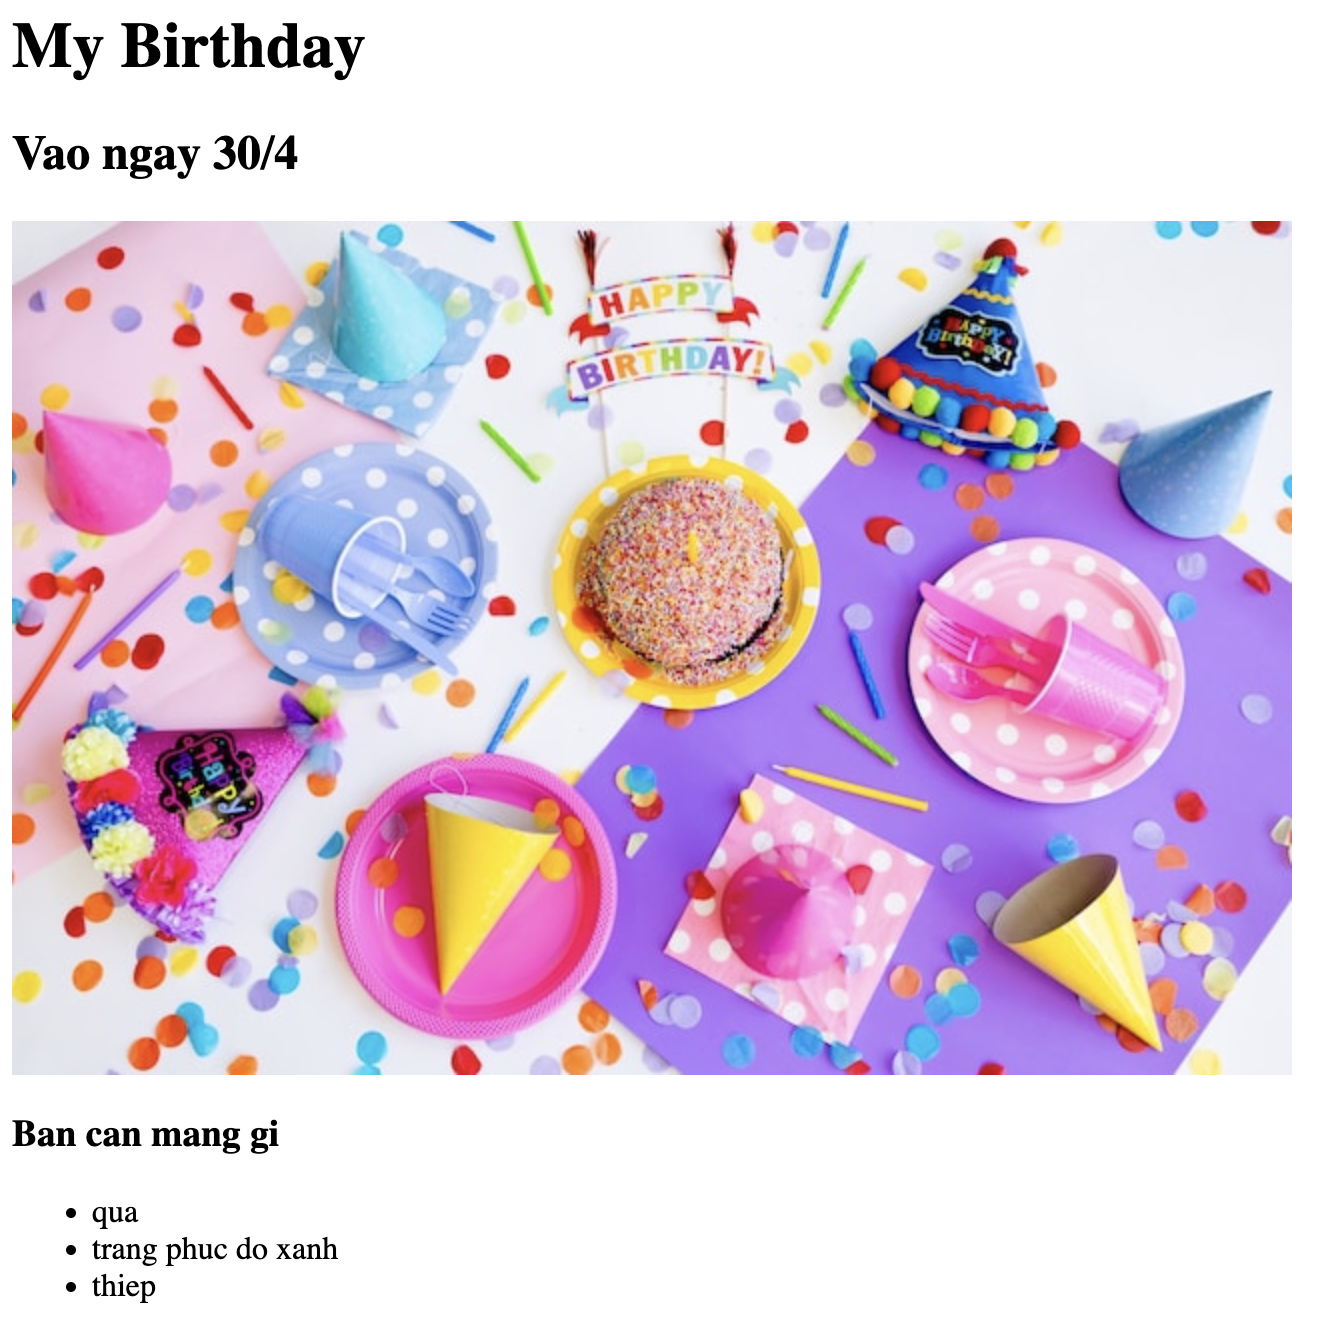 My Birthday
Vao ngay 30/4
HAPPY
BIRTHDAY!
HAPPY
BirthDaY!
HAPPY
Ban can mang gi
qua
trang phuc do xanh
thiep